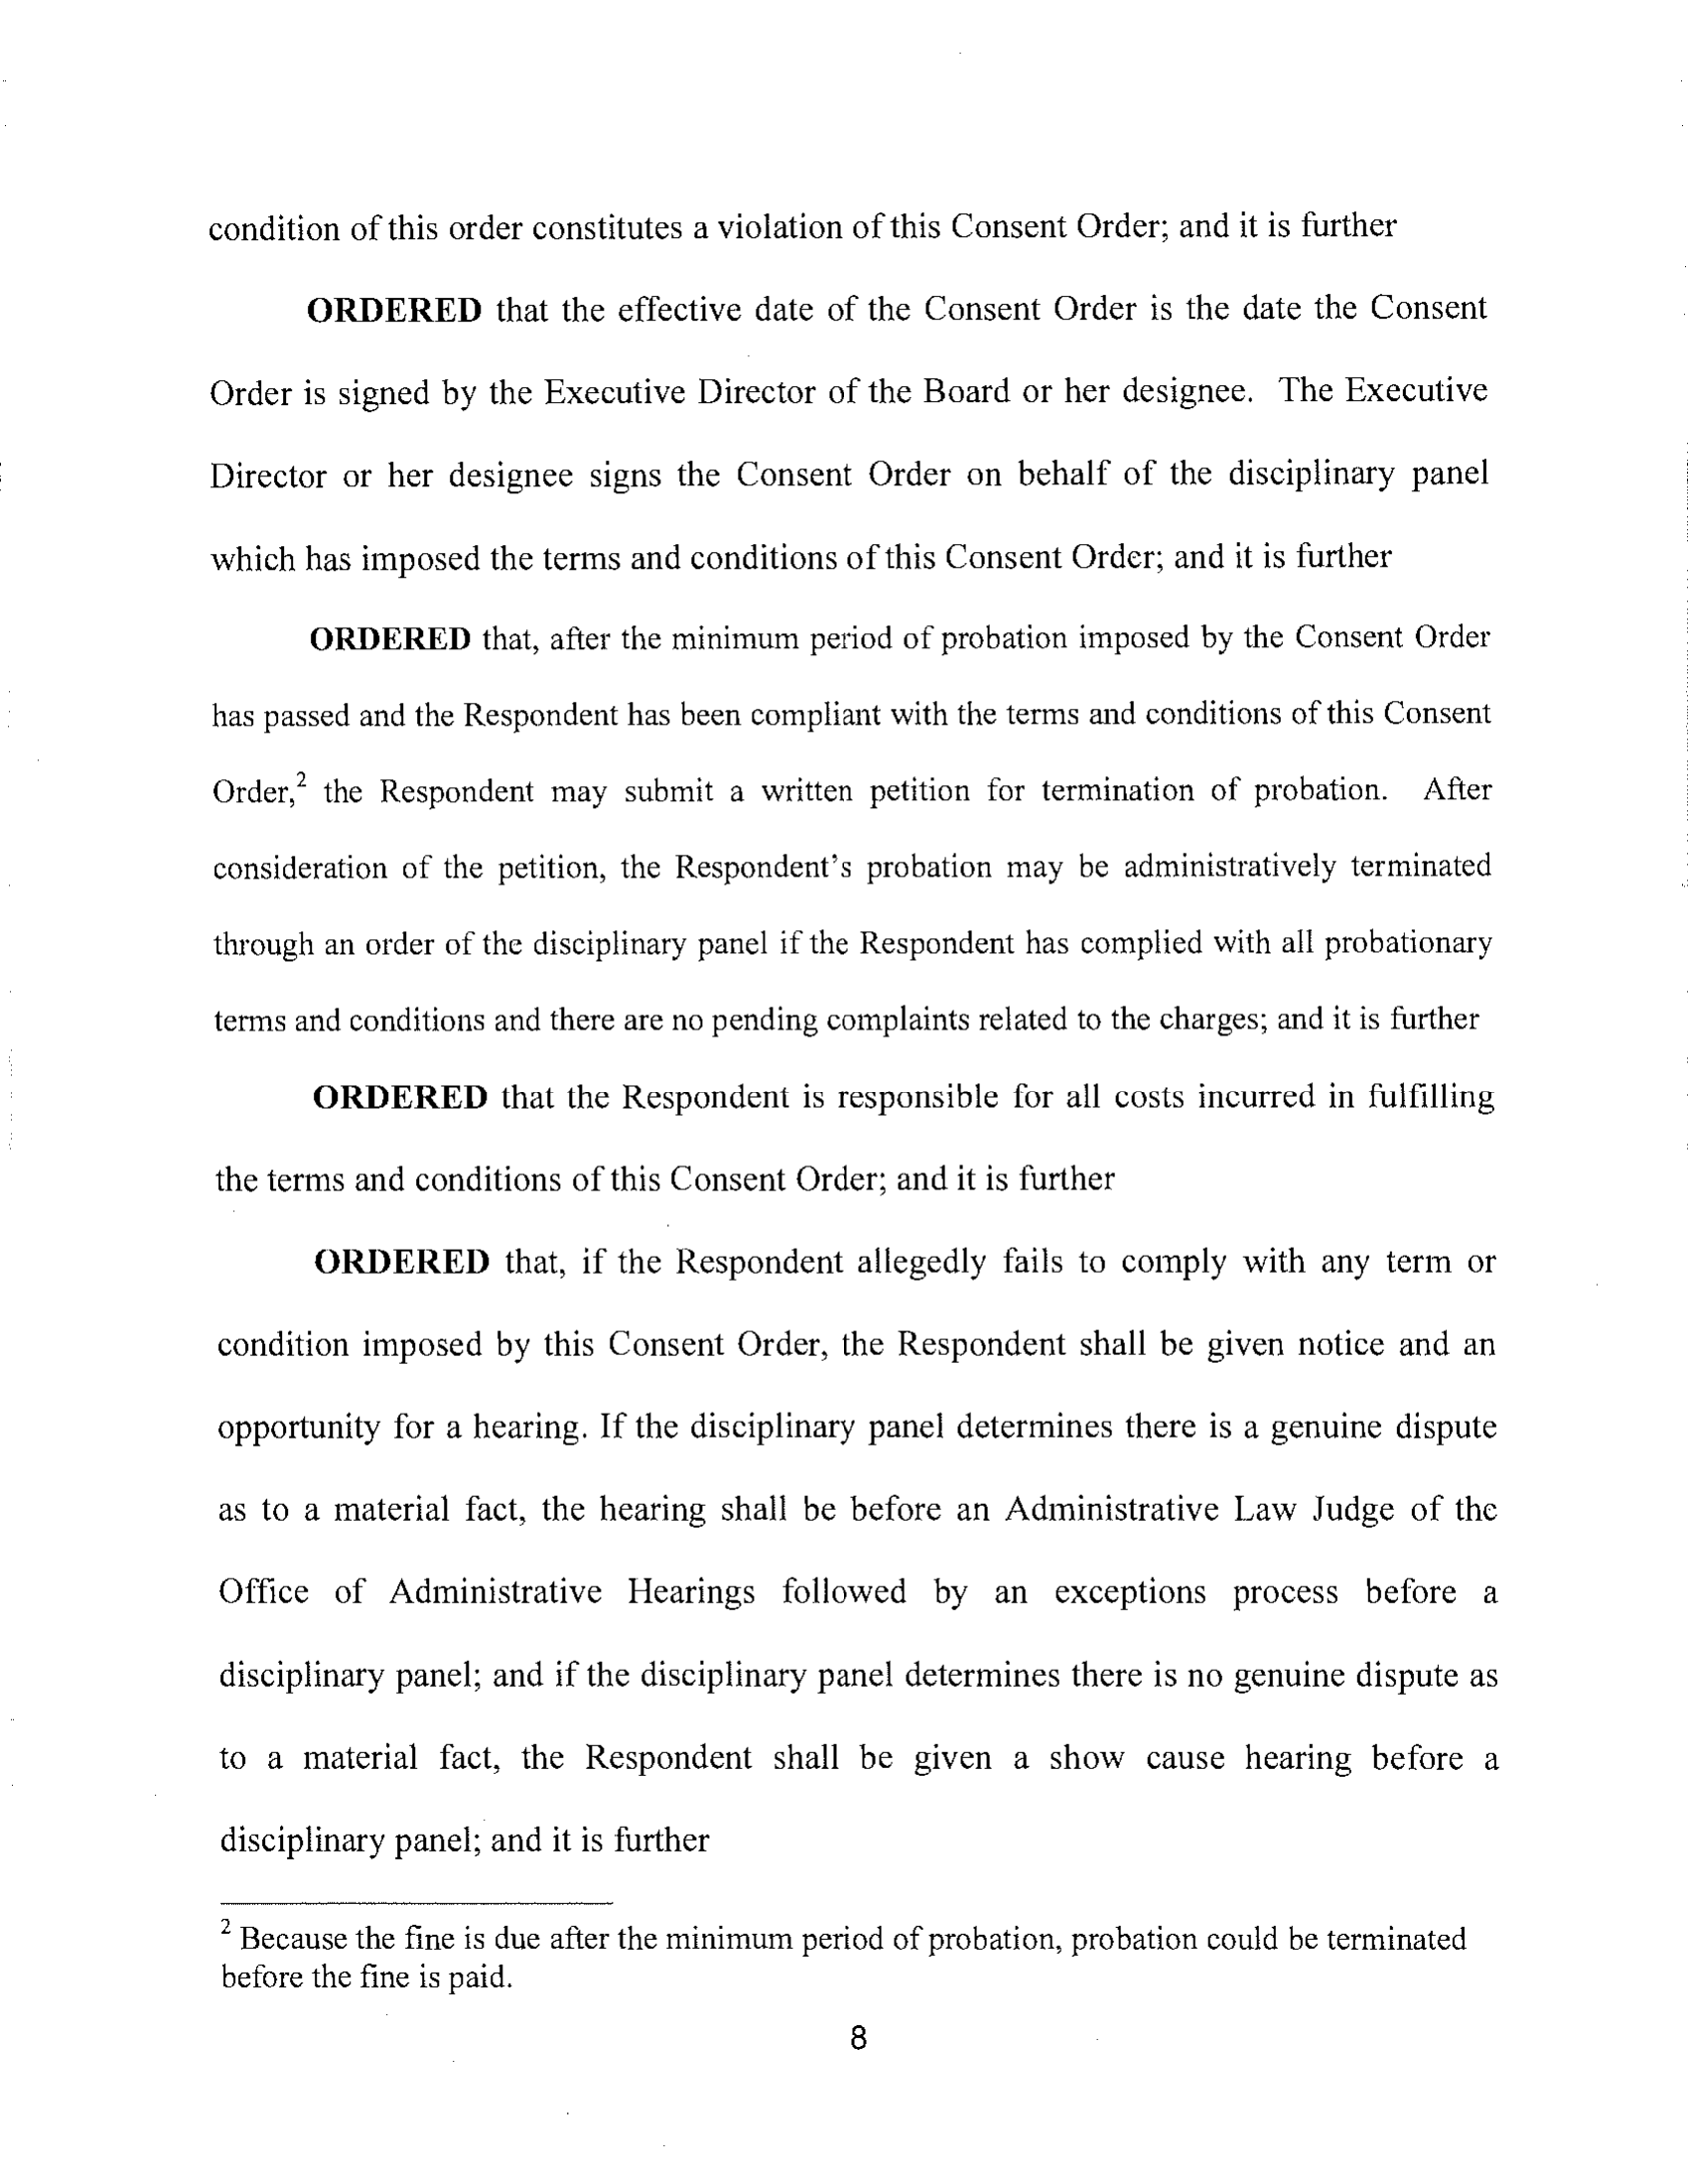 condition of this order constitutes a violation of this Consent Order; and it is further
ORDERED that the effective date of the Consent Order is the date the Consent
Order is signed by the Executive Director of the Board or her designee. The Executive
Director or her designee signs the Consent Order on behalf of the disciplinary panel
which has imposed the terms and conditions of this Consent Order; and it is further
ORDERED that, after the minimum period of probation imposed by the Consent Order
has passed and the Respondent has been compliant with the terms and conditions of this Consent
Order,² the Respondent may submit a written petition for termination of probation. After
consideration of the petition, the Respondent's probation may be administratively terminated
through an order of the disciplinary panel if the Respondent has complied with all probationary
terms and conditions and there are no pending complaints related to the charges; and it is further
ORDERED that the Respondent is responsible for all costs incurred in fulfilling
the terms and conditions of this Consent Order; and it is further
ORDERED that, if the Respondent allegedly fails to comply with any term or
condition imposed by this Consent Order, the Respondent shall be given notice and an
opportunity for a hearing. If the disciplinary panel determines there is a genuine dispute
as to a material fact, the hearing shall be before an Administrative Law Judge of the
Office of Administrative Hearings followed by an exceptions process before a
disciplinary panel; and if the disciplinary panel determines there is no genuine dispute as
to a material fact, the Respondent shall be given a show cause hearing before a
disciplinary panel; and it is further
² Because the fine is due after the minimum period of probation, probation could be terminated
before the fine is paid.
8